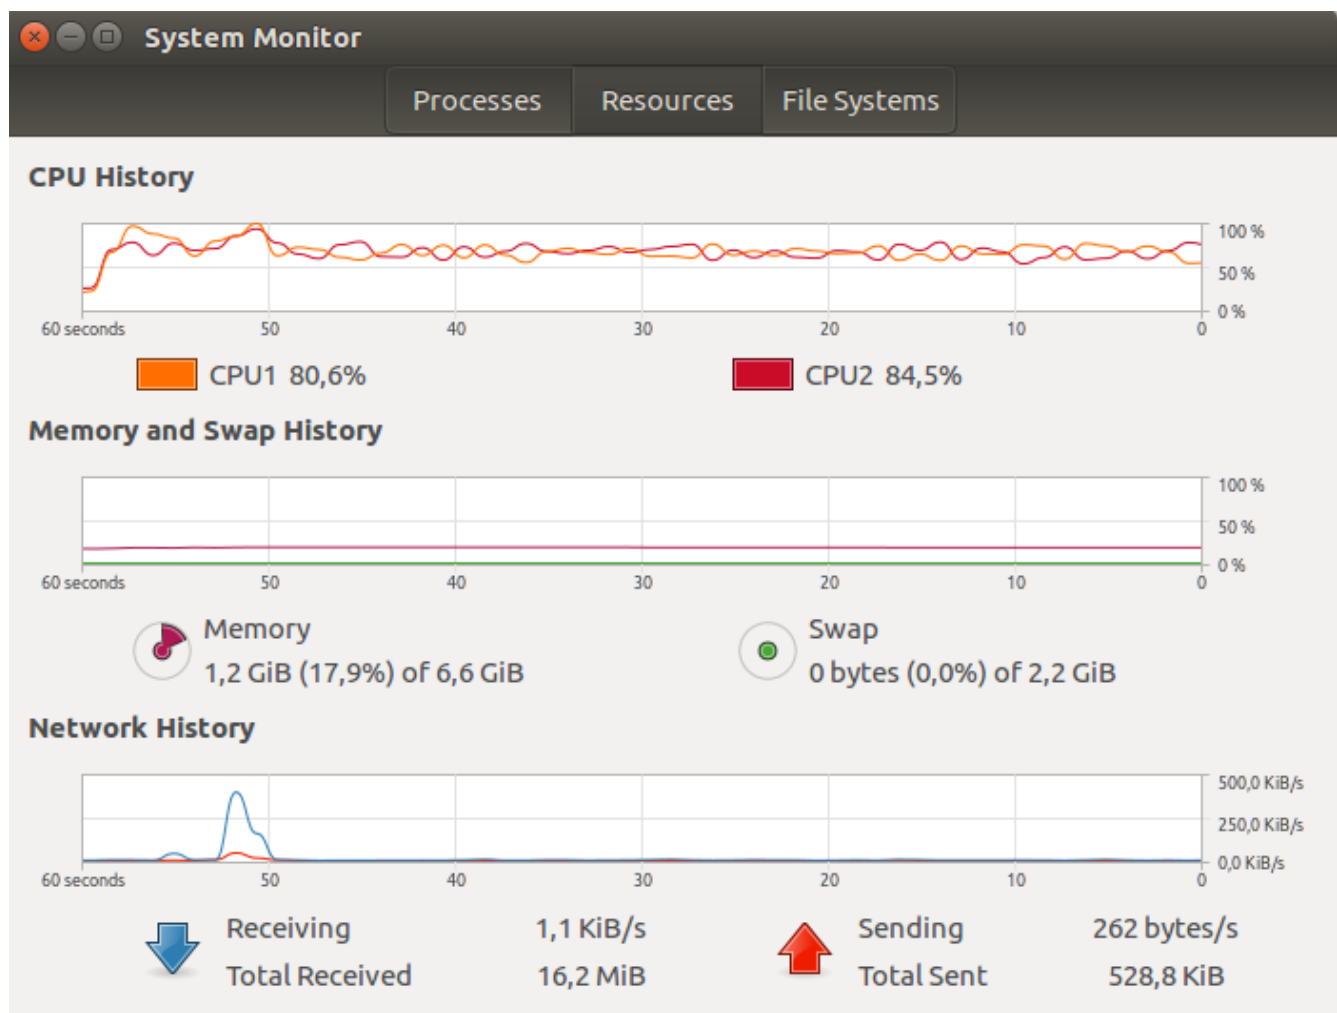 System Monitor
Processes Resources File Systems
CPU History
100 %
50 %
0 %
60 seconds 50 40 30 20 10 0
CPU1 80,6% CPU2 84,5%
Memory and Swap History
100 %
50 %
0 %
60 seconds 50 40 30 20 10 0
Memory Swap
1,2 GiB (17,9%) of 6,6 GiB 0 bytes (0,0%) of 2,2 GiB
Network History
500,0 KiB/s
250,0 KiB/s
0,0 KiB/s
60 seconds 50 40 30 20 10 0
Receiving 1,1 KiB/s Sending 262 bytes/s
Total Received 16,2 MiB Total Sent 528,8 KiB